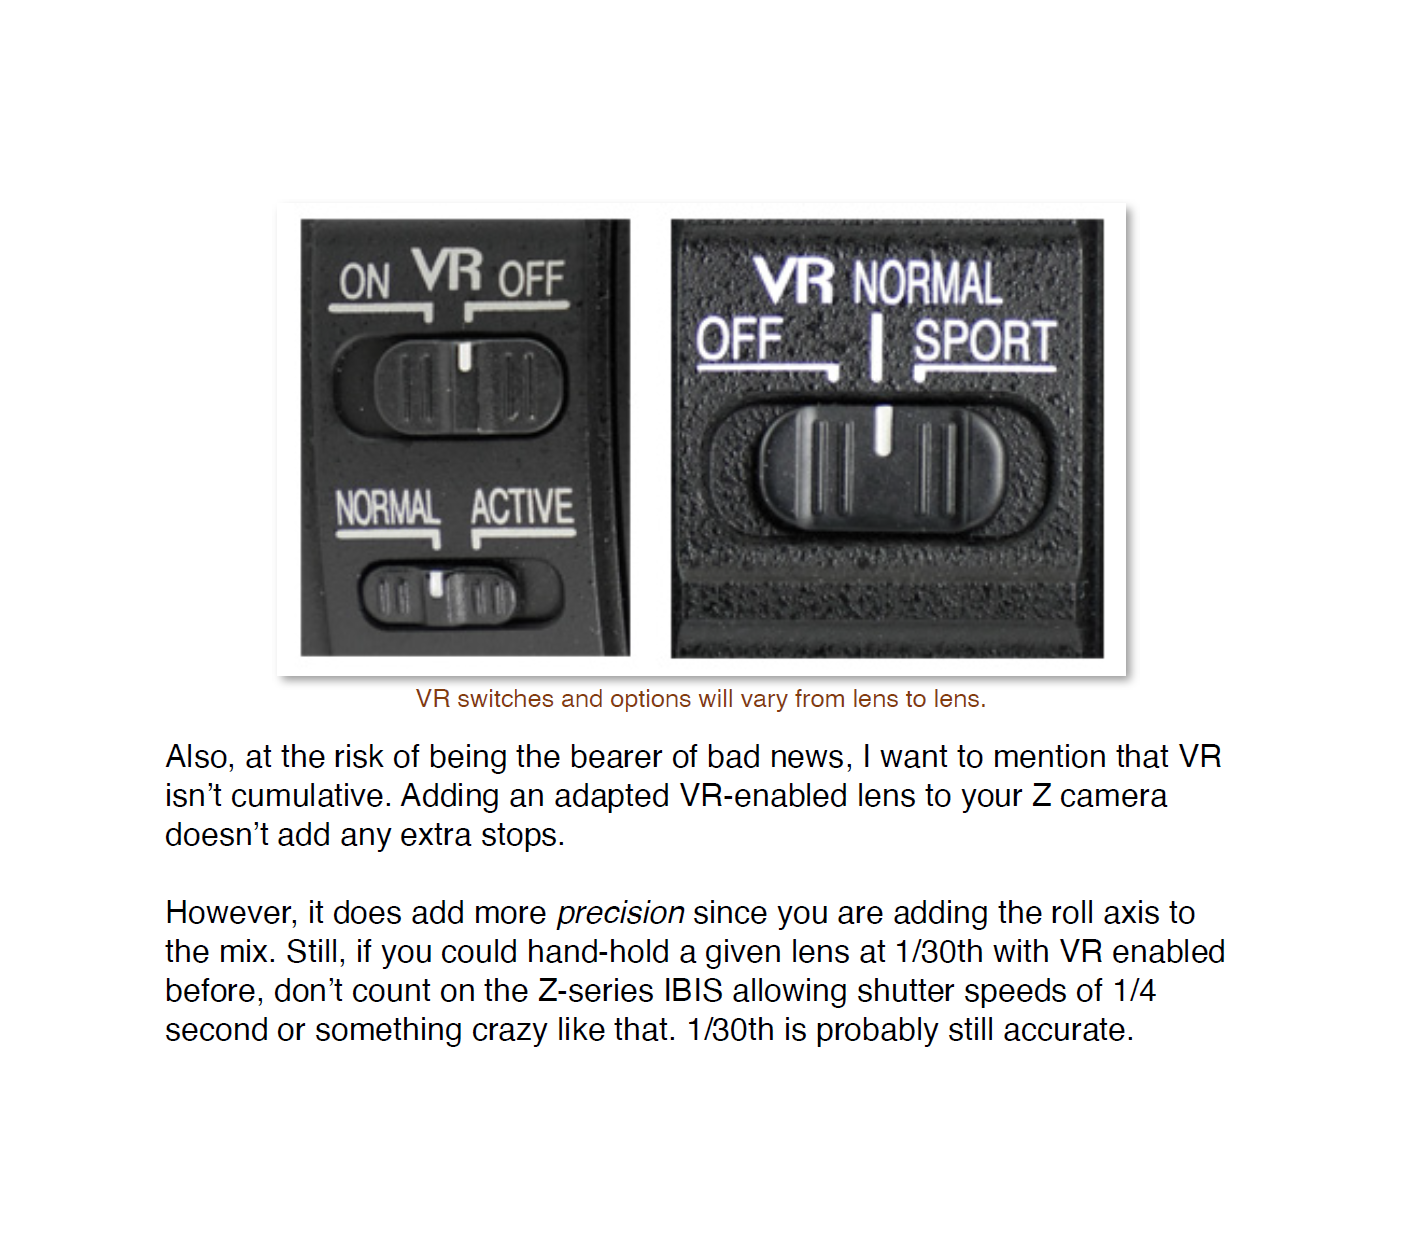 ON VR OFF
NORMAL ACTIVE
VR NORMAL
OFF SPORT
VR switches and options will vary from lens to lens.
Also, at the risk of being the bearer of bad news, I want to mention that VR
isn’t cumulative. Adding an adapted VR-enabled lens to your Z camera
doesn’t add any extra stops.
However, it does add more precision since you are adding the roll axis to
the mix. Still, if you could hand-hold a given lens at 1/30th with VR enabled
before, don’t count on the Z-series IBIS allowing shutter speeds of 1/4
second or something crazy like that. 1/30th is probably still accurate.